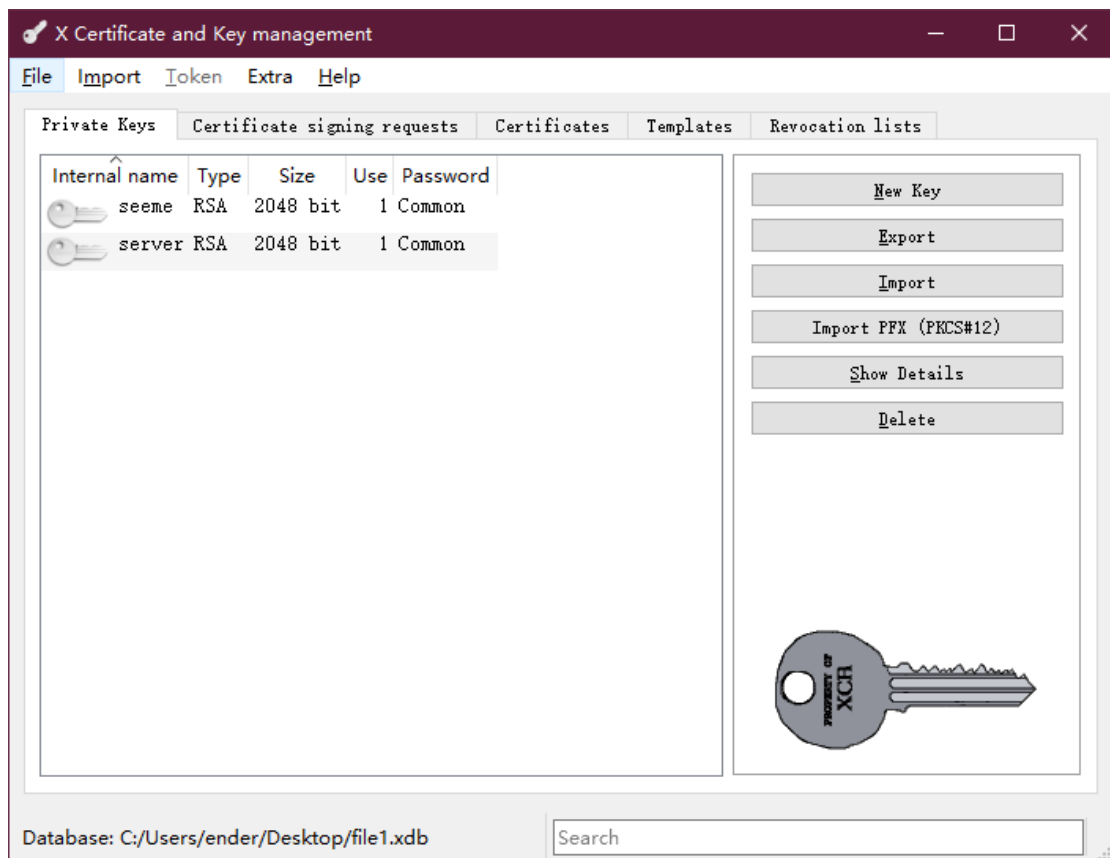 X Certificate and Key management
File Import Token Extra Help
Private Keys Certificate signing requests Certificates Templates Revocation lists
Internal name Type Size Use Password
seeme RSA 2048 bit 1 Common
server RSA 2048 bit 1 Common
New Key
Export
Import
Import PFX (PKCS#12)
Show Details
Delete
PROPERTY OF
XCA
Database: C:/Users/ender/Desktop/file1.xdb
Search